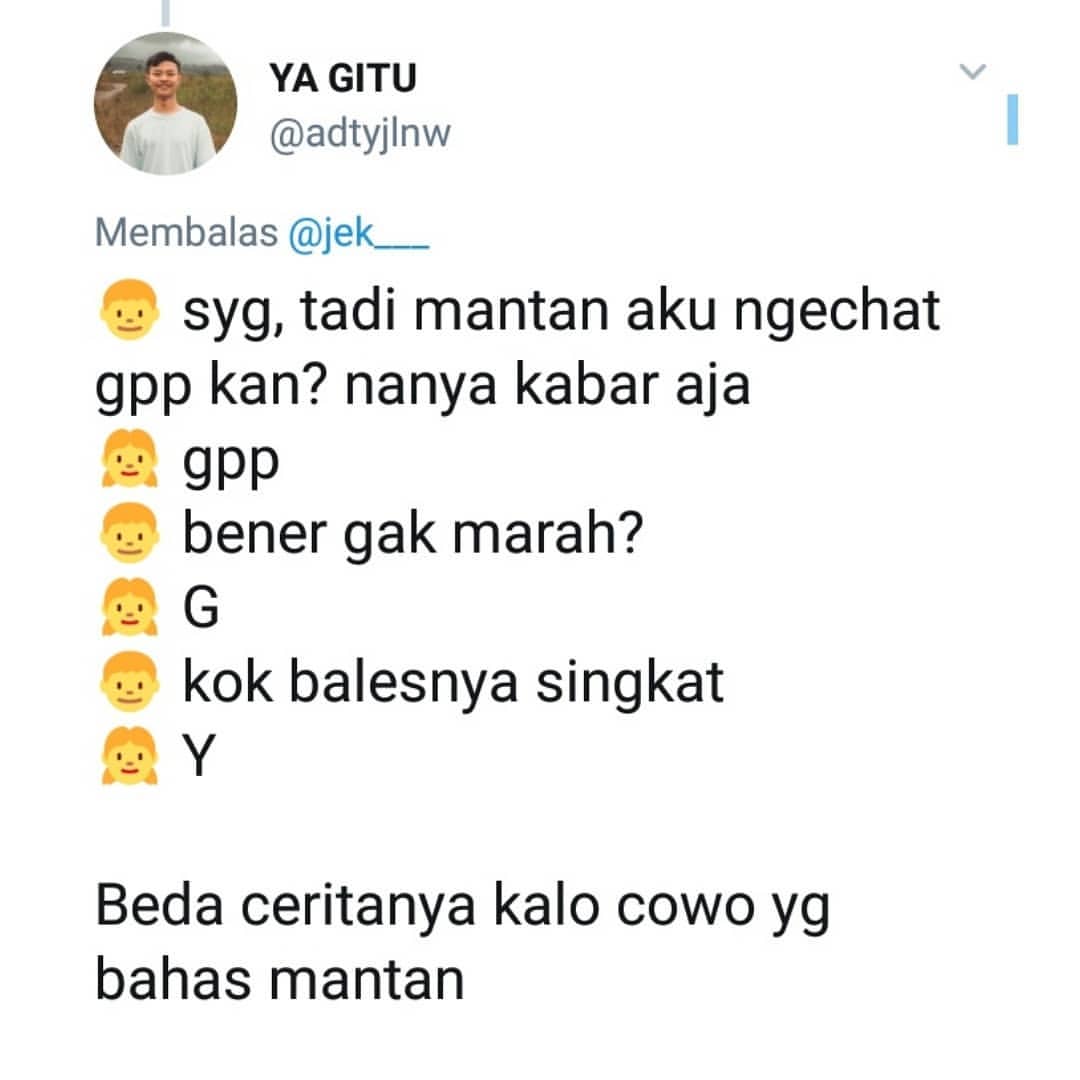 YA GITU
@adtyjlnw
Membalas @jek___
👦 syg, tadi mantan aku ngechat
gpp kan? nanya kabar aja
👧 gpp
👦 bener gak marah?
👧 G
👦 kok balesnya singkat
👧 Y
Beda ceritanya kalo cowo yg
bahas mantan